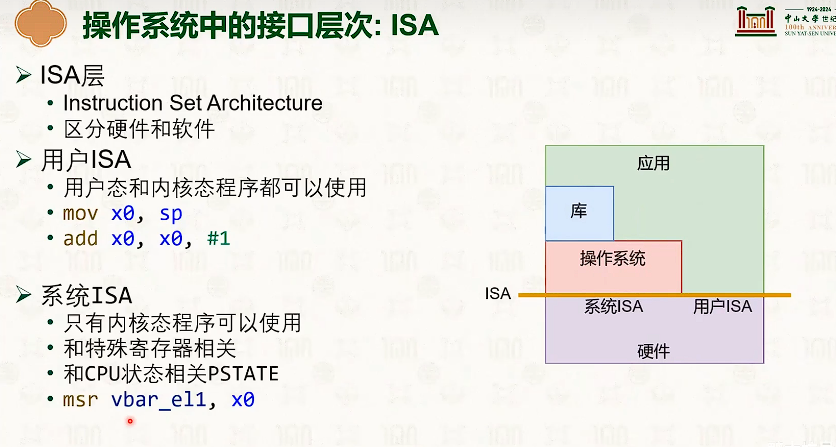 操作系统中的接口层次: ISA
1924-2024
中山大学世纪
100th ANNIVERS
SUN YAT-SEN UNIVE
ISA层
Instruction Set Architecture
区分硬件和软件
用户ISA
用户态和内核态程序都可以使用
mov x0, sp
add x0, x0, #1
系统ISA
只有内核态程序可以使用
和特殊寄存器相关
和CPU状态相关PSTATE
msr vbar_el1, x0
应用
库
操作系统
ISA
系统ISA
用户ISA
硬件